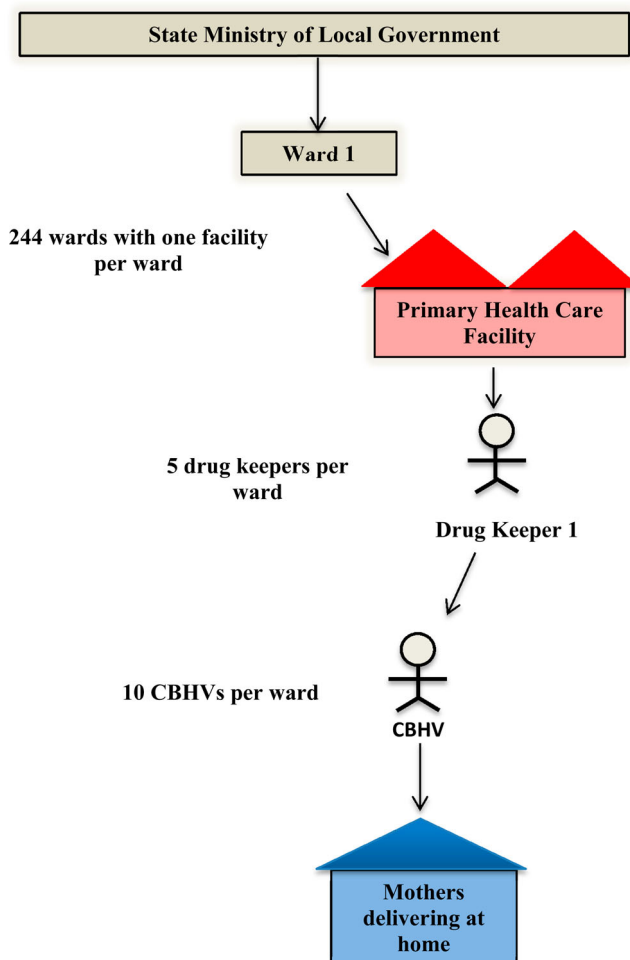 State Ministry of Local Government
Ward 1
244 wards with one facility
per ward
Primary Health Care
Facility
5 drug keepers per
ward
Drug Keeper 1
10 CBHVs per ward
CBHV
Mothers
delivering at
home